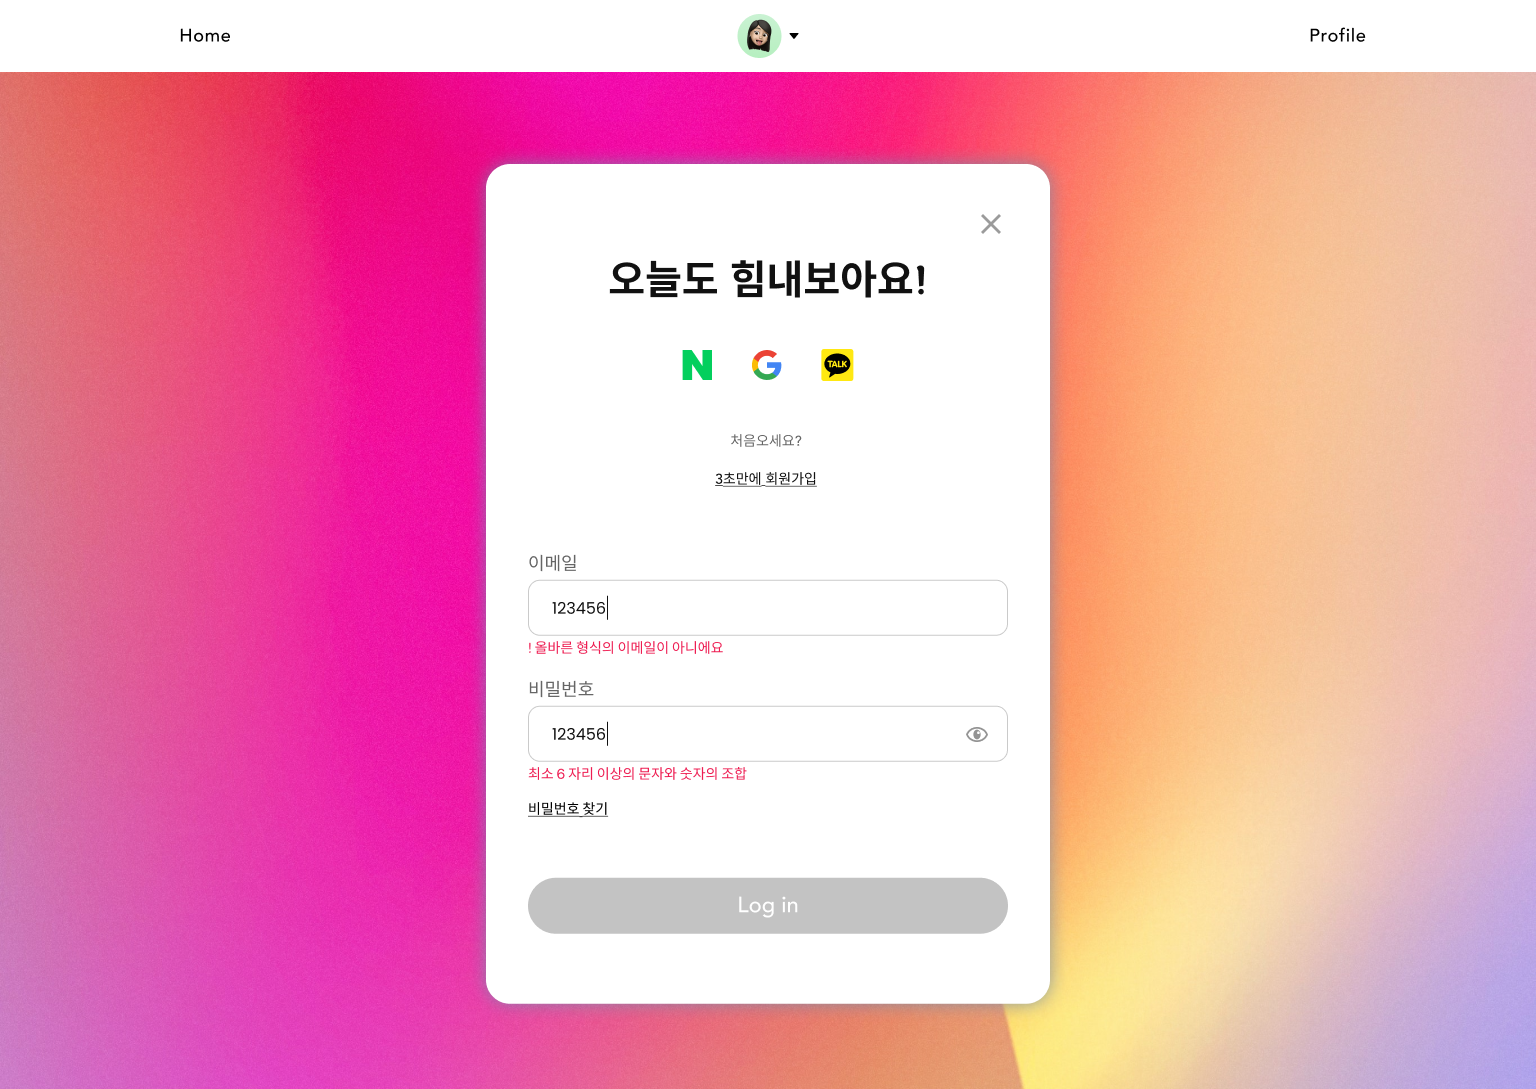 Home
Profile
오늘도 힘내보아요!
N
G
TALK
처음오세요?
3초만에 회원가입
이메일
123456
! 올바른 형식의 이메일이 아니에요
비밀번호
123456
최소 6 자리 이상의 문자와 숫자의 조합
비밀번호 찾기
Log in